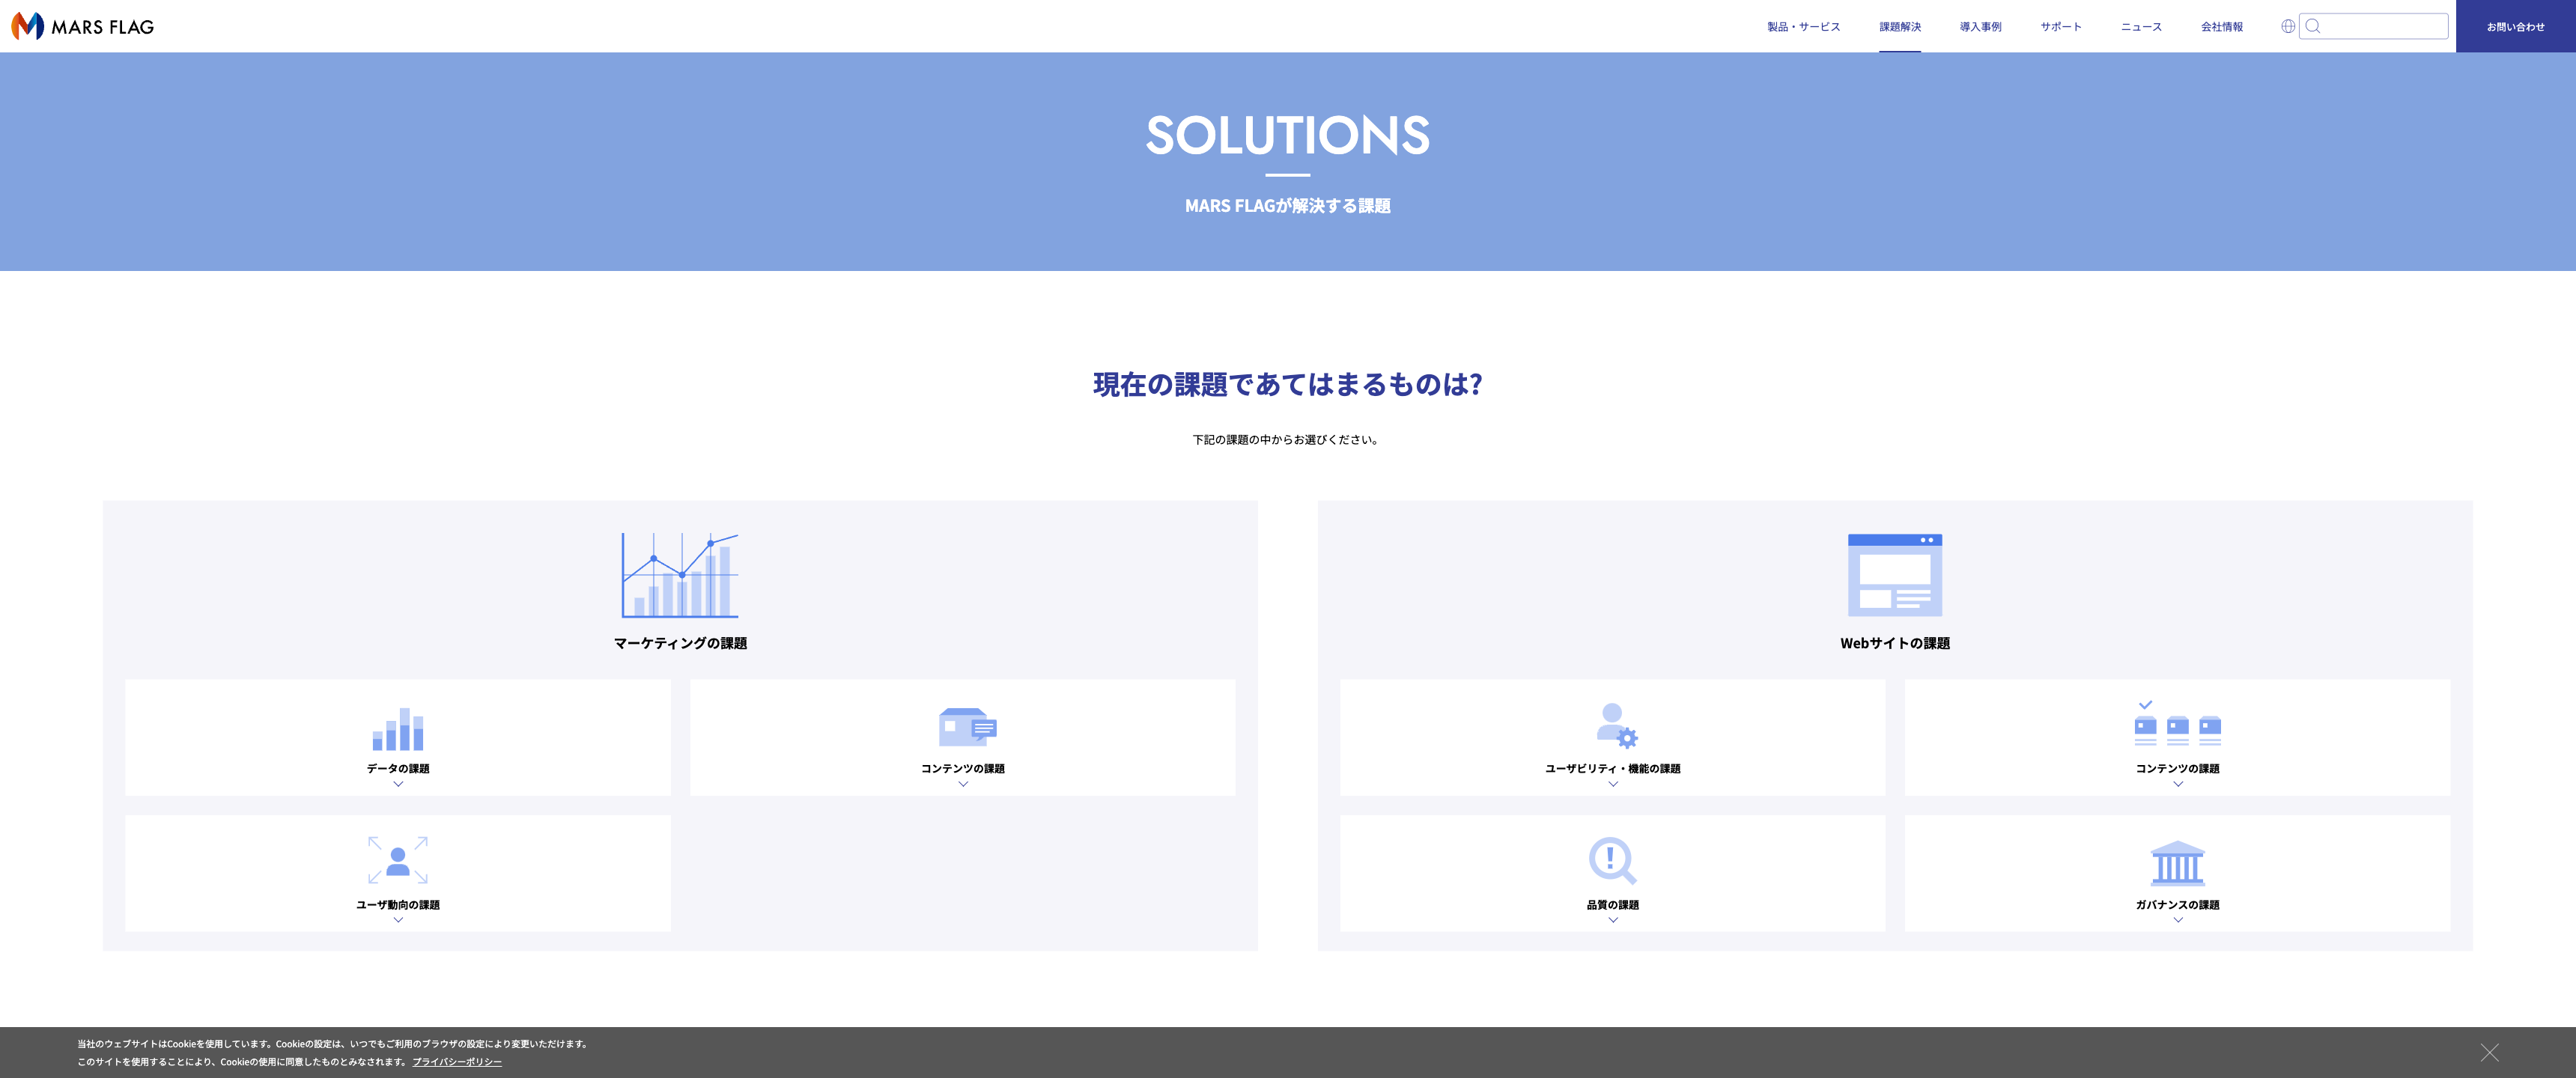 MARS FLAG
製品・サービス
課題解決
導入事例
サポート
ニュース
会社情報
お問い合わせ
SOLUTIONS
MARS FLAGが解決する課題
現在の課題であてはまるものは?
下記の課題の中からお選びください。
マーケティングの課題
データの課題
コンテンツの課題
ユーザ動向の課題
Webサイトの課題
ユーザビリティ・機能の課題
コンテンツの課題
品質の課題
ガバナンスの課題
当社のウェブサイトはCookieを使用しています。Cookieの設定は、いつでもご利用のブラウザの設定により変更いただけます。
このサイトを使用することにより、Cookieの使用に同意したものとみなされます。 プライバシーポリシー